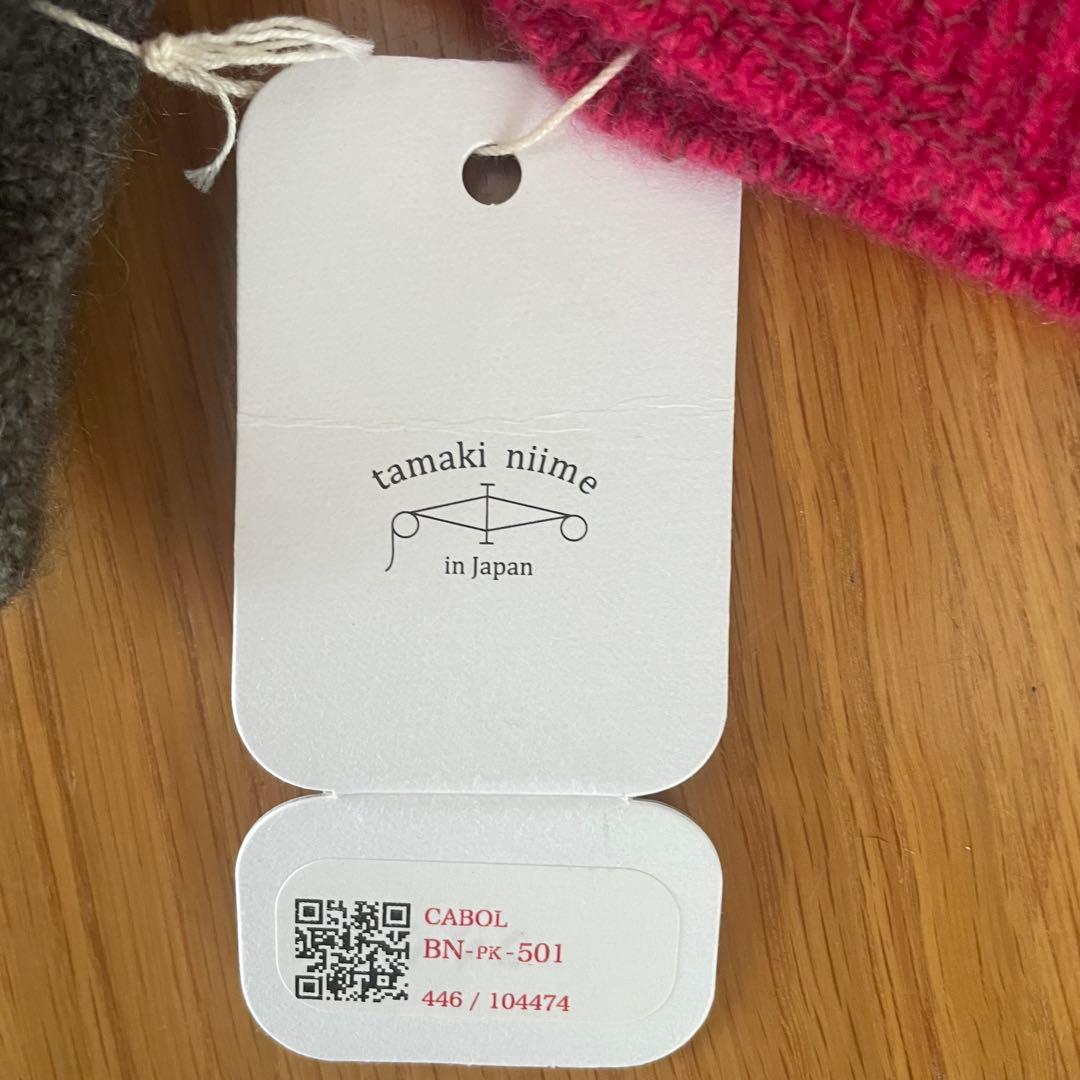 tamaki niime
in Japan
CABOL
BN-PK-501
446 / 104474